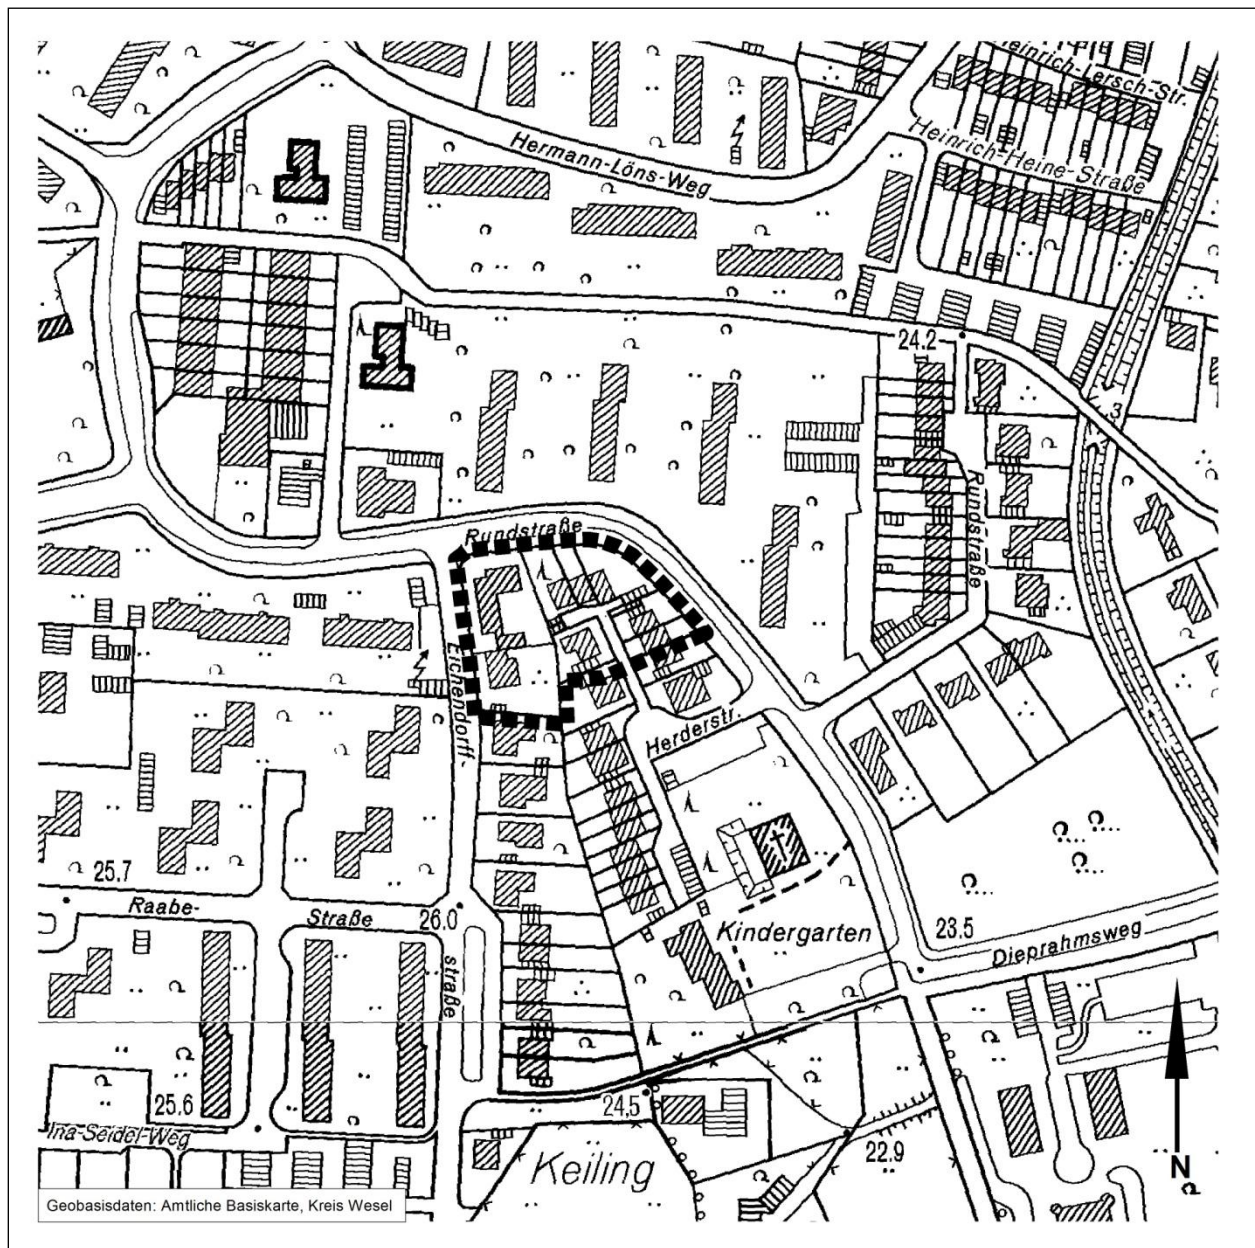 Heinrich-Lersch-Str.
Hermann-Löns-Weg
Heinrich-Heine-Straße
24.2
3
Rundstraße
Rundstraße
Eichendorff-
Herderstr.
25.7
Raabe-
Straße
26.0
straße
Kindergarten
23.5
Dieprahmsweg
25.6
Ina-Seidel-Weg
24,5
Keiling
22.9
N
Geobasisdaten: Amtliche Basiskarte, Kreis Wesel